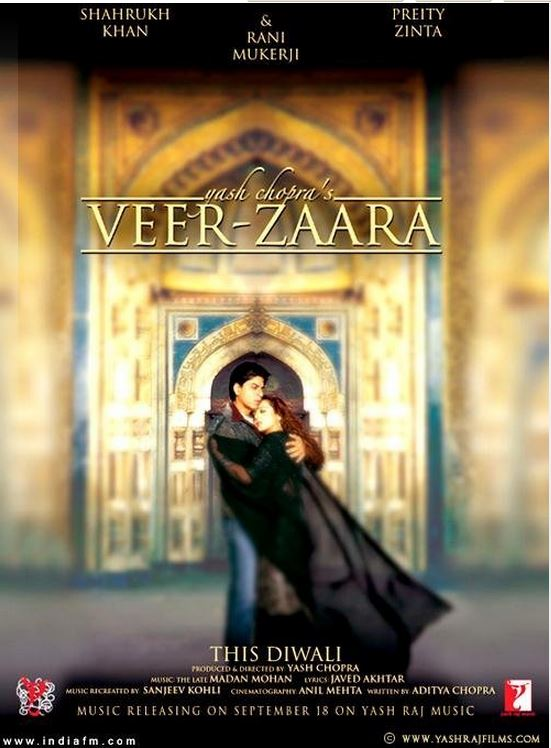 SHAHRUKH
KHAN
&
RANI
MUKERJI
PREITY
ZINTA
yash chopra's
VEER-ZAARA
THIS DIWALI
PRODUCED & DIRECTED BY YASH CHOPRA
MUSIC: THE LATE MADAN MOHAN LYRICS: JAVED AKHTAR
MUSIC RECREATED BY SANJEEV KOHLI CINEMATOGRAPHY ANIL MEHTA WRITTEN BY ADITYA CHOPRA
MUSIC RELEASING ON SEPTEMBER 18 ON YASH RAJ MUSIC
www.indiafm.com
© WWW.YASHRAJFILMS.COM